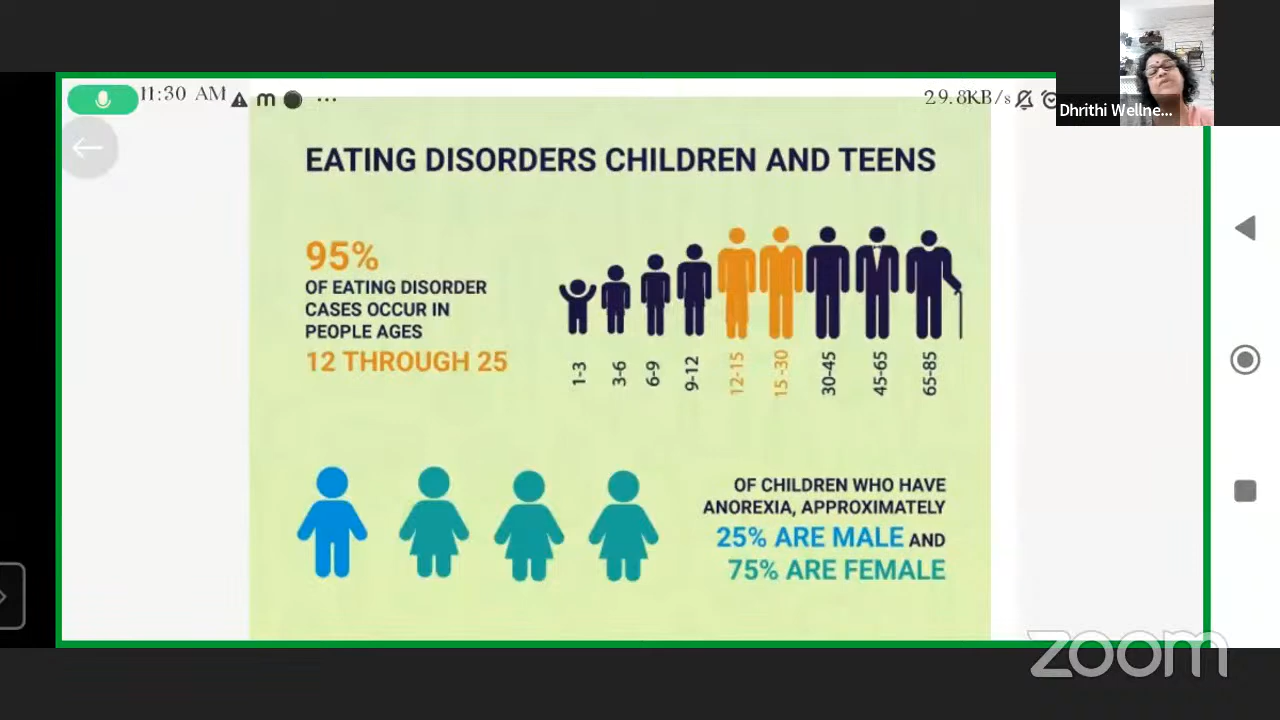 11:30 AM
m
...
29.8KB/s
Dhrithi Wellne...
EATING DISORDERS CHILDREN AND TEENS
95%
OF EATING DISORDER
CASES OCCUR IN
PEOPLE AGES
12 THROUGH 25
1-3
3-6
6-9
9-12
12-15
15-30
30-45
45-65
65-85
OF CHILDREN WHO HAVE
ANOREXIA, APPROXIMATELY
25% ARE MALE AND
75% ARE FEMALE
zoom